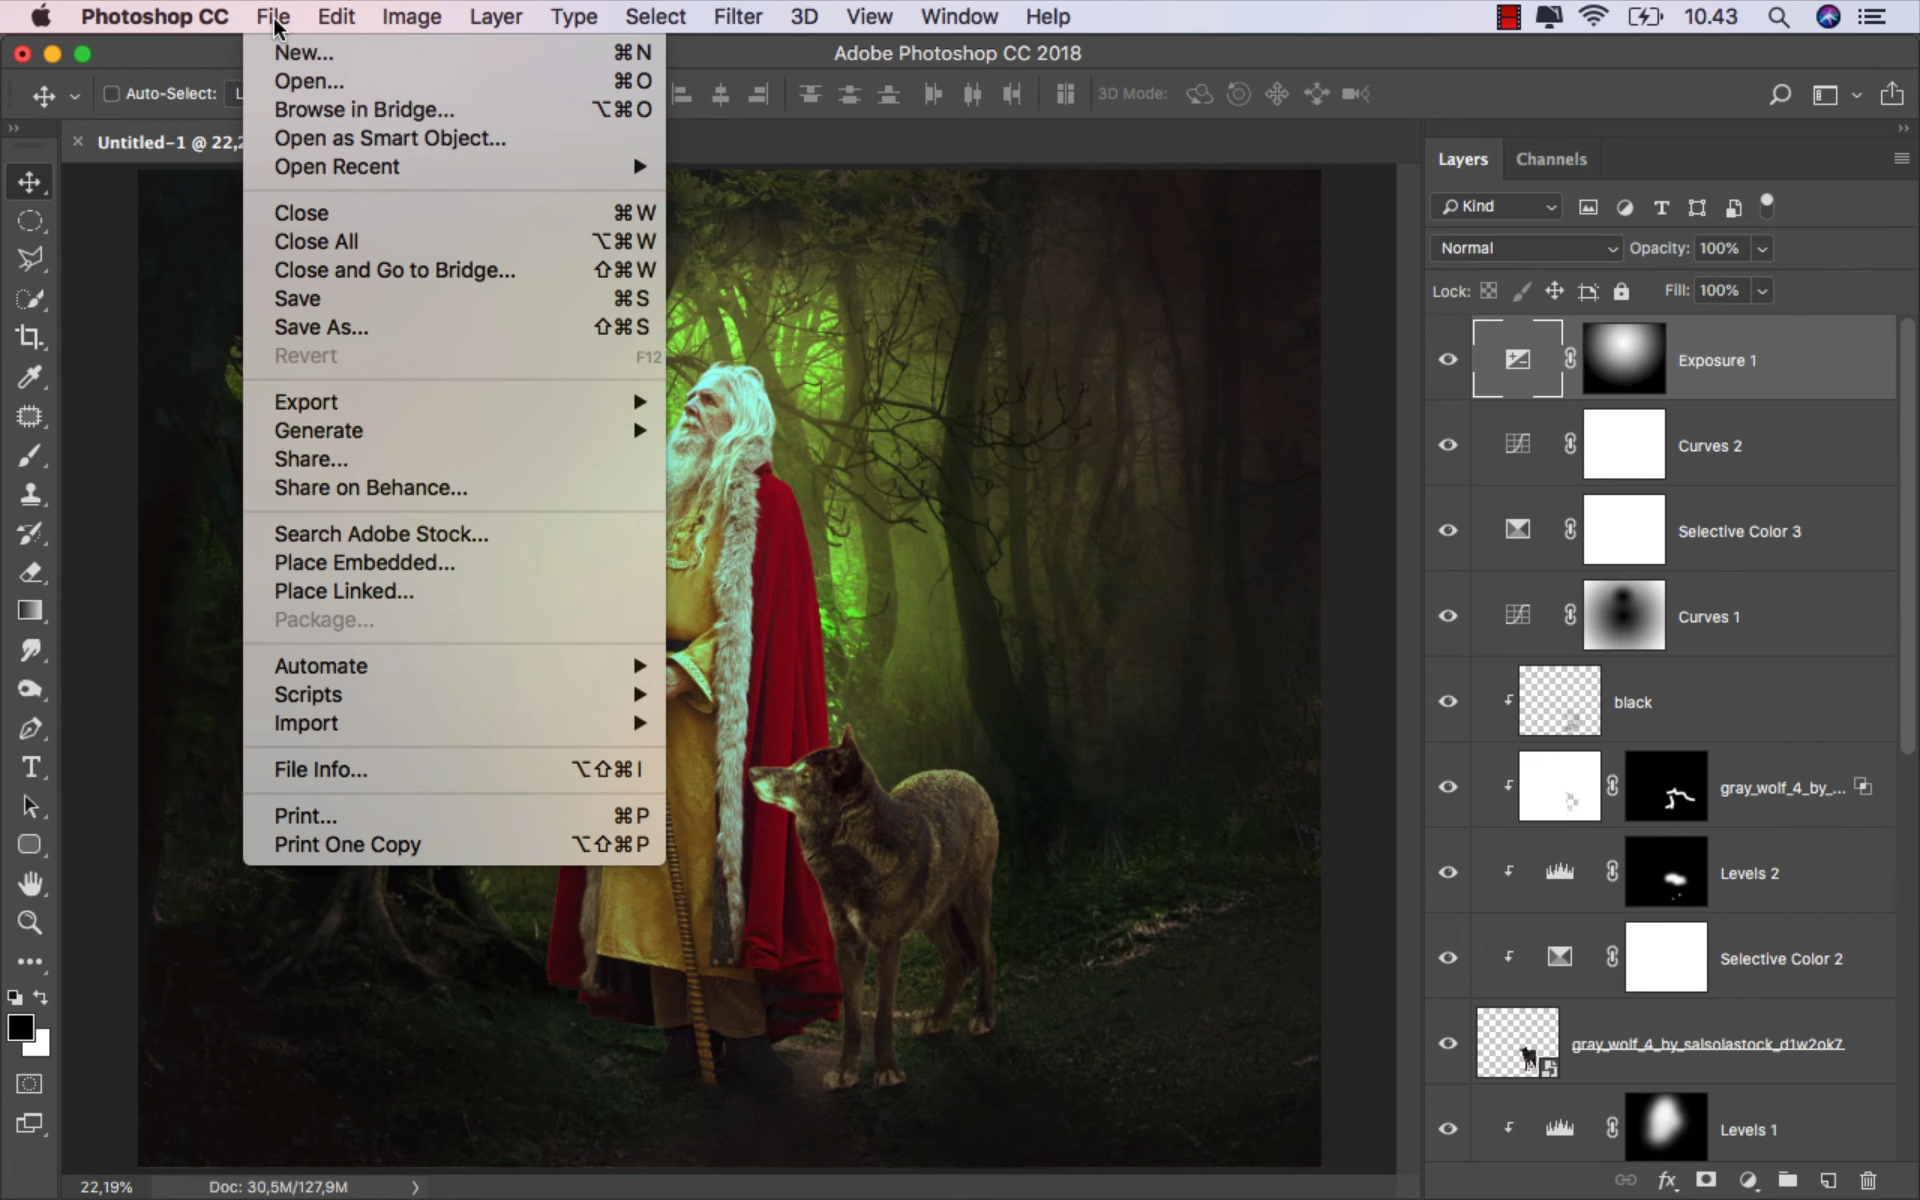 Photoshop CC File Edit Image Layer Type Select Filter 3D View Window Help 10.43
Adobe Photoshop CC 2018
Auto-Select: L
3D Mode:
Untitled-1 @ 22,2
New... ⌘N
Open... ⌘O
Browse in Bridge... ⌥⌘O
Open as Smart Object...
Open Recent
Close ⌘W
Close All ⌥⌘W
Close and Go to Bridge... ⇧⌘W
Save ⌘S
Save As... ⇧⌘S
Revert F12
Export
Generate
Share...
Share on Behance...
Search Adobe Stock...
Place Embedded...
Place Linked...
Package...
Automate
Scripts
Import
File Info... ⌥⇧⌘I
Print... ⌘P
Print One Copy ⌥⇧⌘P
Layers Channels
Kind
Normal Opacity: 100%
Lock: Fill: 100%
Exposure 1
Curves 2
Selective Color 3
Curves 1
black
gray_wolf_4_by_...
Levels 2
Selective Color 2
gray_wolf_4_by_salsolastock_d1w2ok7
Levels 1
fx
22,19% Doc: 30,5M/127,9M